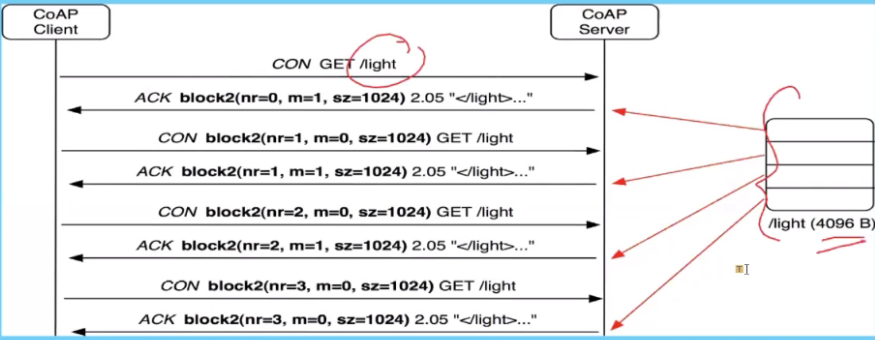 CoAP
Client
CoAP
Server
CON GET /light
ACK block2(nr=0, m=1, sz=1024) 2.05 "</light>..."
CON block2(nr=1, m=0, sz=1024) GET /light
ACK block2(nr=1, m=1, sz=1024) 2.05 "</light>..."
CON block2(nr=2, m=0, sz=1024) GET /light
/light (4096 B)
ACK block2(nr=2, m=1, sz=1024) 2.05 "</light>..."
CON block2(nr=3, m=0, sz=1024) GET /light
ACK block2(nr=3, m=0, sz=1024) 2.05 "</light>..."